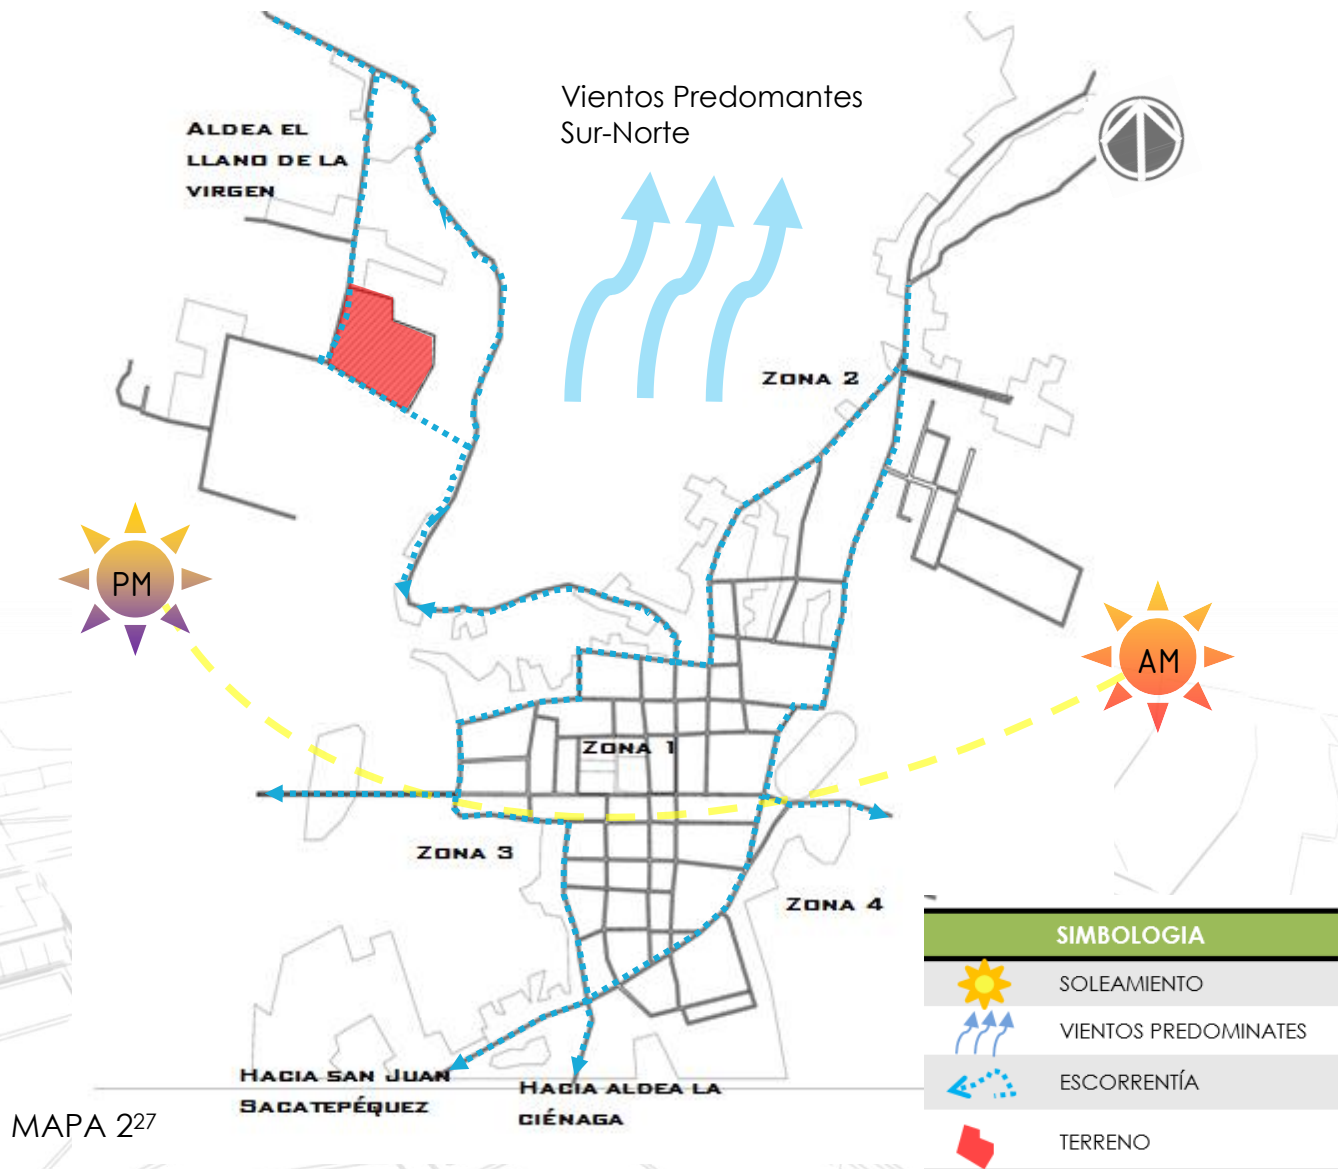 Vientos Predomantes
Sur-Norte
ALDEA EL
LLANO DE LA
VIRGEN
ZONA 2
PM
AM
ZONA 1
ZONA 3
ZONA 4
HACIA SAN JUAN
SACATEPÉQUEZ
HACIA ALDEA LA
CIÉNAGA
MAPA 2²⁷
SIMBOLOGIA
SOLEAMIENTO
VIENTOS PREDOMINATES
ESCORRENTÍA
TERRENO